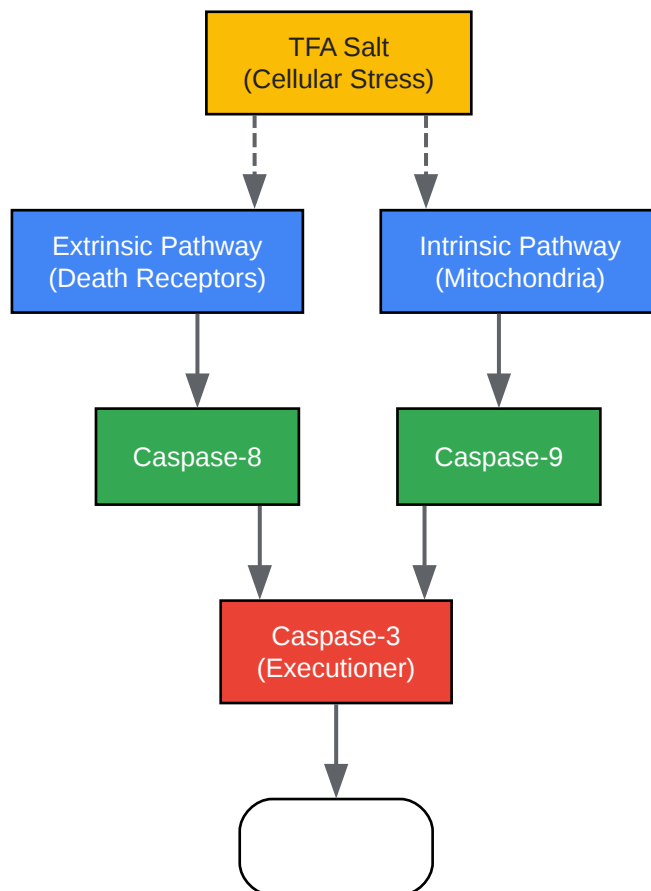 TFA Salt
(Cellular Stress)
Extrinsic Pathway
(Death Receptors)
Intrinsic Pathway
(Mitochondria)
Caspase-8
Caspase-9
Caspase-3
(Executioner)